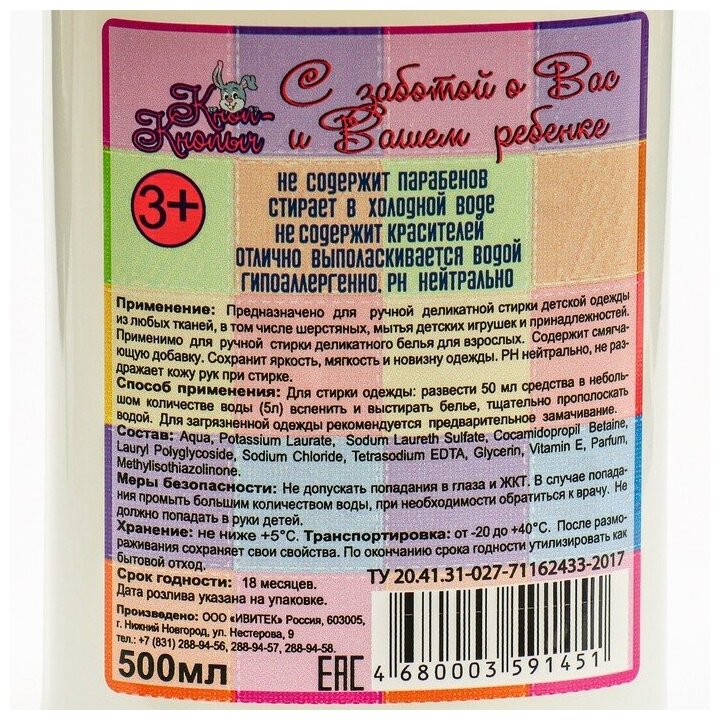 Кноп-
Кнопыч
С заботой о Вас
и Вашем ребенке
3+
НЕ СОДЕРЖИТ ПАРАБЕНОВ
СТИРАЕТ В ХОЛОДНОЙ ВОДЕ
НЕ СОДЕРЖИТ КРАСИТЕЛЕЙ
ОТЛИЧНО ВЫПОЛАСКИВАЕТСЯ ВОДОЙ
ГИПОАЛЛЕРГЕННО, РН НЕЙТРАЛЬНО
Применение: Предназначено для ручной деликатной стирки детской одежды
из любых тканей, в том числе шерстяных, мытья детских игрушек и принадлежностей.
Применимо для ручной стирки деликатного белья для взрослых. Содержит смягча-
ющую добавку. Сохранит яркость, мягкость и новизну одежды. РН нейтрально, не раз-
дражает кожу рук при стирке.
Способ применения: Для стирки одежды: развести 50 мл средства в неболь-
шом количестве воды (5л) вспенить и выстирать белье, тщательно прополоскать
водой. Для загрязненной одежды рекомендуется предварительное замачивание.
Состав: Aqua, Potassium Laurate, Sodium Laureth Sulfate, Cocamidopropil Betaine,
Lauryl Polyglycoside, Sodium Chloride, Tetrasodium EDTA, Glycerin, Vitamin E, Parfum,
Methylisothiazolinone.
Меры безопасности: Не допускать попадания в глаза и ЖКТ. В случае попада-
ния промыть большим количеством воды, при необходимости обратиться к врачу. Не
должно попадать в руки детей.
Хранение: не ниже +5°С. Транспортировка: от -20 до +40°С. После размо-
раживания сохраняет свои свойства. По окончанию срока годности утилизировать как
бытовой отход.
ТУ 20.41.31-027-71162433-2017
Срок годности: 18 месяцев.
Дата розлива указана на упаковке.
Произведено: ООО «ИВИТЕК» Россия, 603005,
г. Нижний Новгород, ул. Нестерова, 9
тел.: +7 (831) 288-94-56, 288-94-57, 288-94-58.
500мл
ЕАС
4 680003 591451